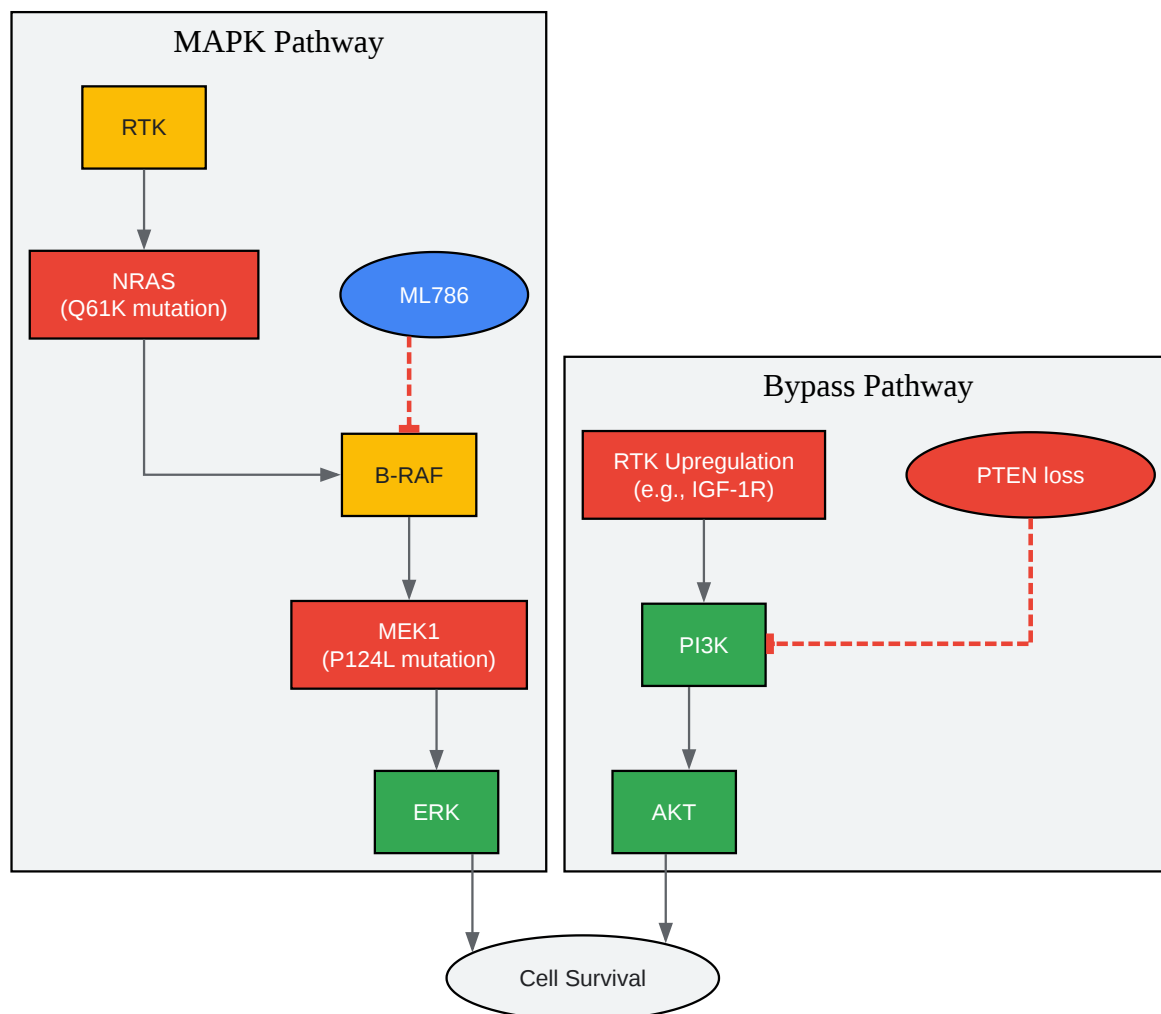 MAPK Pathway
RTK
NRAS
(Q61K mutation)
ML786
B-RAF
MEK1
(P124L mutation)
ERK
Bypass Pathway
RTK Upregulation
(e.g., IGF-1R)
PTEN loss
PI3K
AKT
Cell Survival